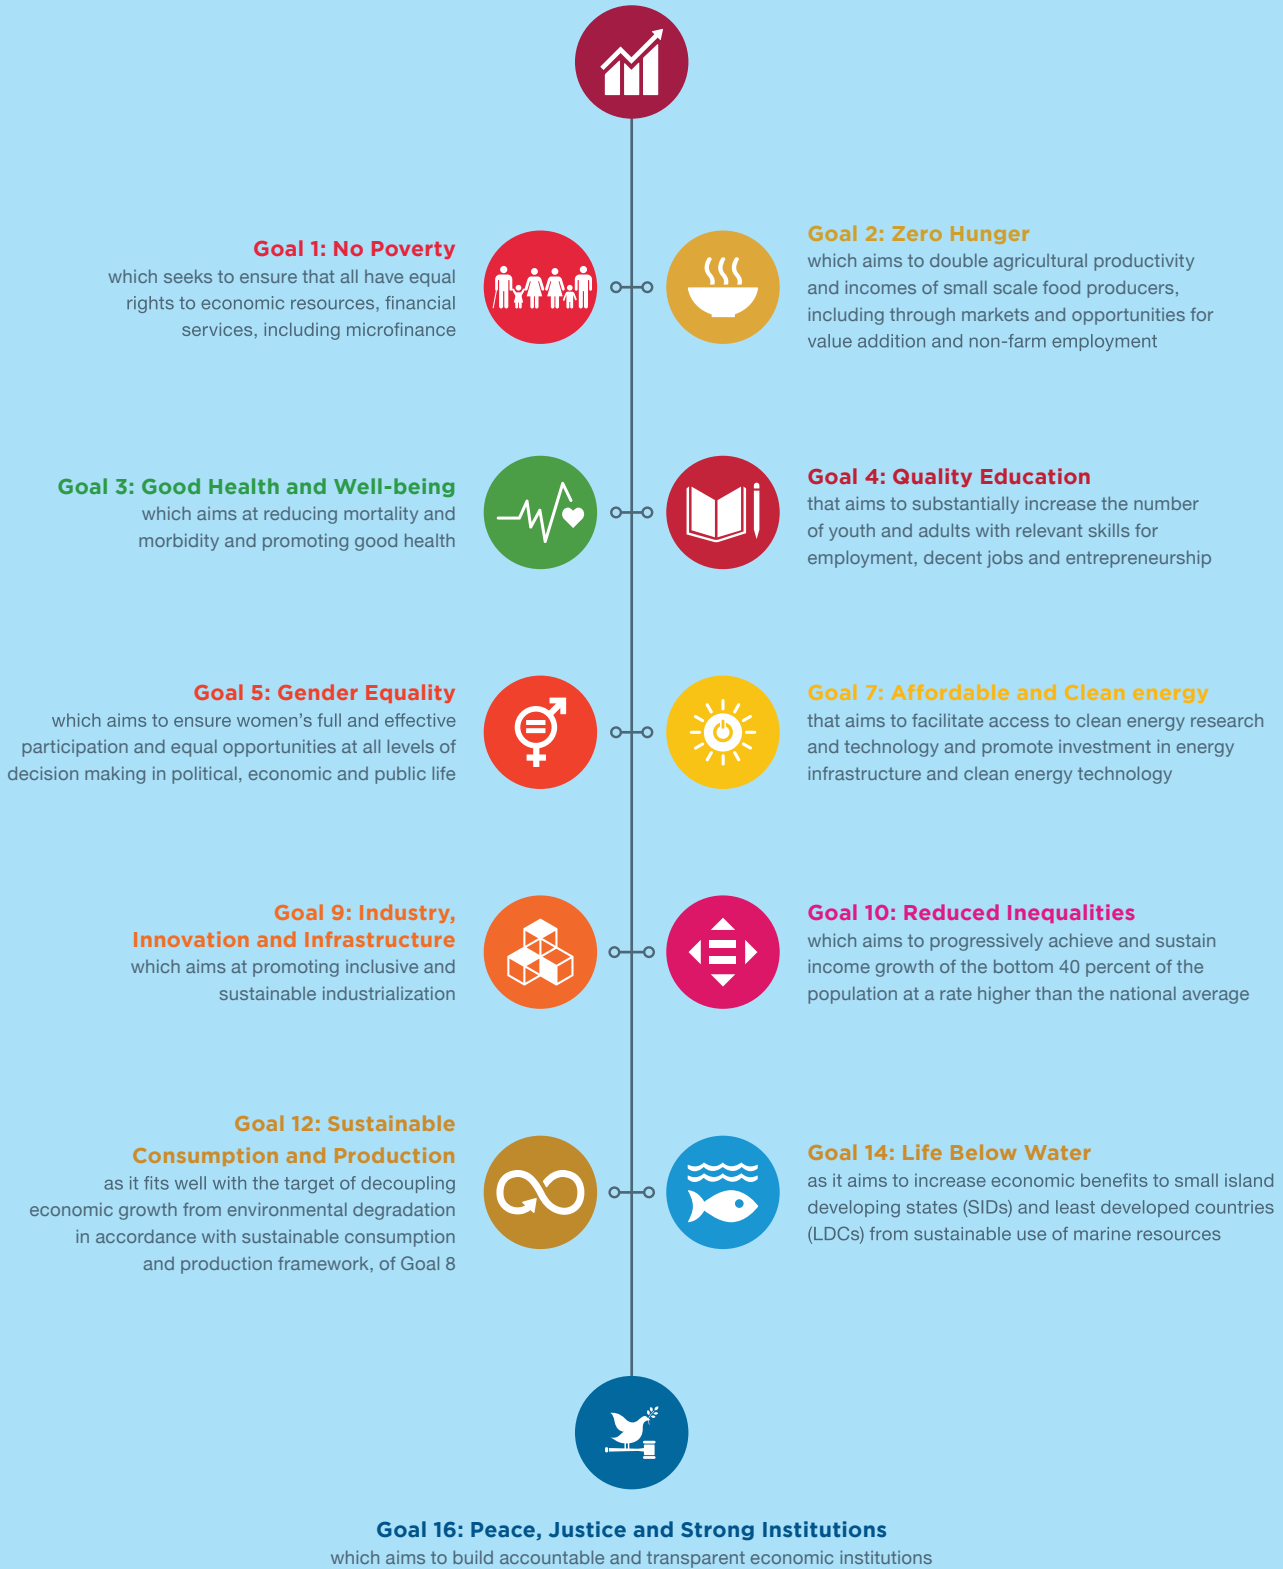 Goal 1: No Poverty
which seeks to ensure that all have equal
rights to economic resources, financial
services, including microfinance
Goal 2: Zero Hunger
which aims to double agricultural productivity
and incomes of small scale food producers,
including through markets and opportunities for
value addition and non-farm employment
Goal 3: Good Health and Well-being
which aims at reducing mortality and
morbidity and promoting good health
Goal 4: Quality Education
that aims to substantially increase the number
of youth and adults with relevant skills for
employment, decent jobs and entrepreneurship
Goal 5: Gender Equality
which aims to ensure women's full and effective
participation and equal opportunities at all levels of
decision making in political, economic and public life
Goal 7: Affordable and Clean energy
that aims to facilitate access to clean energy research
and technology and promote investment in energy
infrastructure and clean energy technology
Goal 9: Industry,
Innovation and Infrastructure
which aims at promoting inclusive and
sustainable industrialization
Goal 10: Reduced Inequalities
which aims to progressively achieve and sustain
income growth of the bottom 40 percent of the
population at a rate higher than the national average
Goal 12: Sustainable
Consumption and Production
as it fits well with the target of decoupling
economic growth from environmental degradation
in accordance with sustainable consumption
and production framework, of Goal 8
Goal 14: Life Below Water
as it aims to increase economic benefits to small island
developing states (SIDs) and least developed countries
(LDCs) from sustainable use of marine resources
Goal 16: Peace, Justice and Strong Institutions
which aims to build accountable and transparent economic institutions